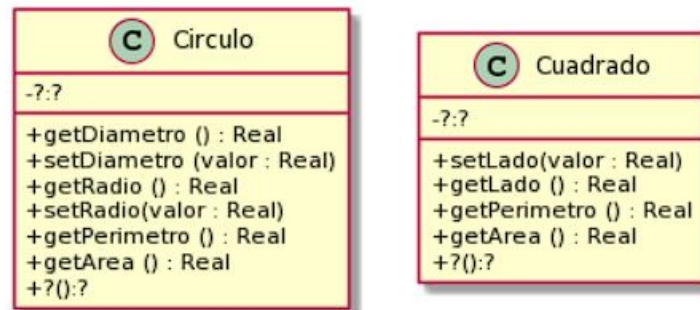 C Circulo
-?:?
+getDiametro () : Real
+setDiametro (valor : Real)
+getRadio () : Real
+setRadio(valor : Real)
+getPerimetro () : Real
+getArea () : Real
+?():?
C Cuadrado
-?:?
+setLado(valor : Real)
+getLado () : Real
+getPerimetro () : Real
+getArea () : Real
+?():?